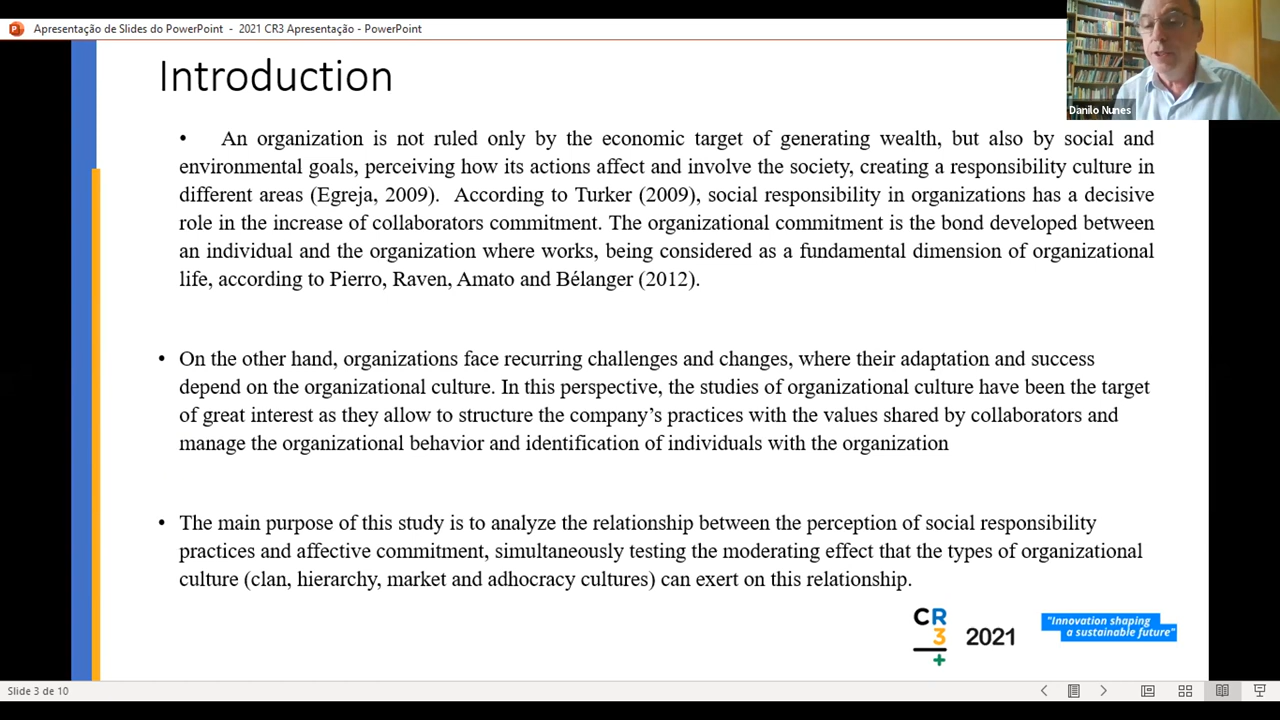 Apresentação de Slides do PowerPoint - 2021 CR3 Apresentação - PowerPoint
Danilo Nunes
Introduction
• An organization is not ruled only by the economic target of generating wealth, but also by social and
environmental goals, perceiving how its actions affect and involve the society, creating a responsibility culture in
different areas (Egreja, 2009). According to Turker (2009), social responsibility in organizations has a decisive
role in the increase of collaborators commitment. The organizational commitment is the bond developed between
an individual and the organization where works, being considered as a fundamental dimension of organizational
life, according to Pierro, Raven, Amato and Bélanger (2012).
• On the other hand, organizations face recurring challenges and changes, where their adaptation and success
depend on the organizational culture. In this perspective, the studies of organizational culture have been the target
of great interest as they allow to structure the company’s practices with the values shared by collaborators and
manage the organizational behavior and identification of individuals with the organization
• The main purpose of this study is to analyze the relationship between the perception of social responsibility
practices and affective commitment, simultaneously testing the moderating effect that the types of organizational
culture (clan, hierarchy, market and adhocracy cultures) can exert on this relationship.
CR
3
+
2021
"Innovation shaping
a sustainable future"
Slide 3 de 10